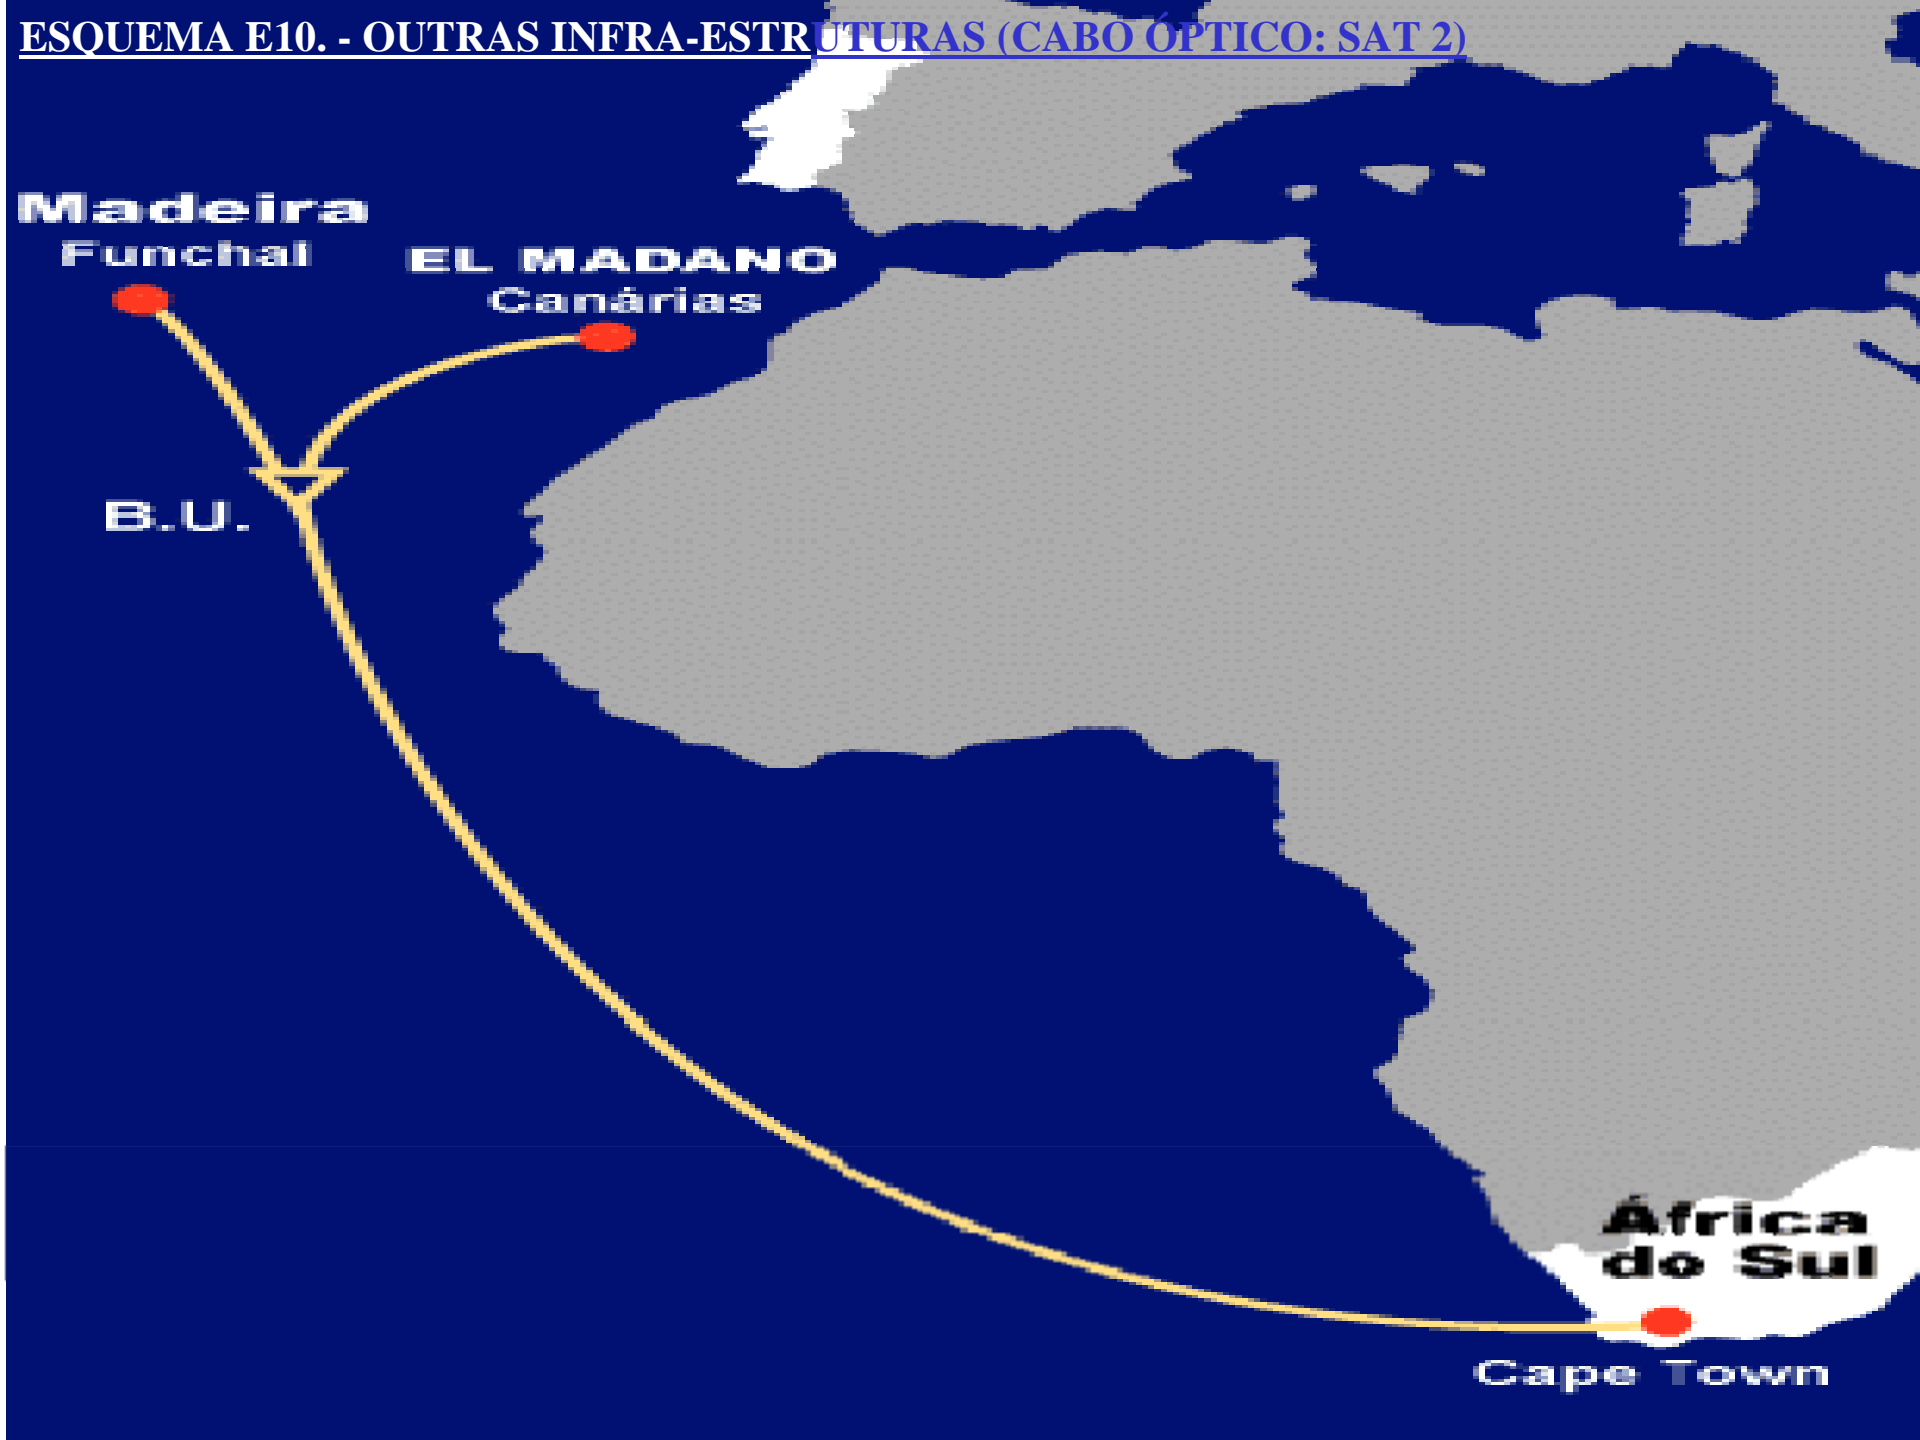 ESQUEMA E10. - OUTRAS INFRA-ESTRUTURAS (CABO ÓPTICO: SAT 2)
Madeira
Funchal
EL MADANO
Canárias
B.U.
África
do Sul
Cape Town